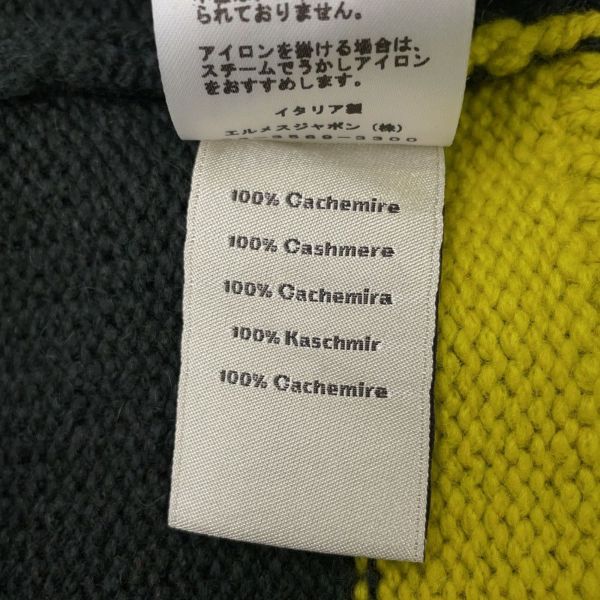 られておりません。
アイロンを掛ける場合は、
スチームでうかしアイロン
をおすすめします。
イタリア製
エルメスジャポン（株）
3569-3300
100% Cachemire
100% Cashmere
100% Cachemira
100% Kaschmir
100% Cachemire